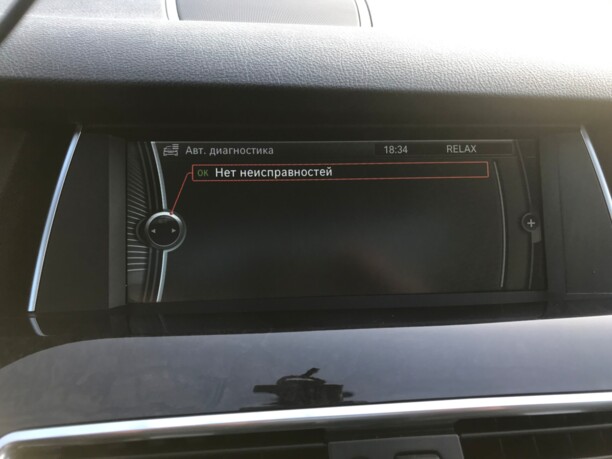 Авт. диагностика 18:34 RELAX
OK Нет неисправностей